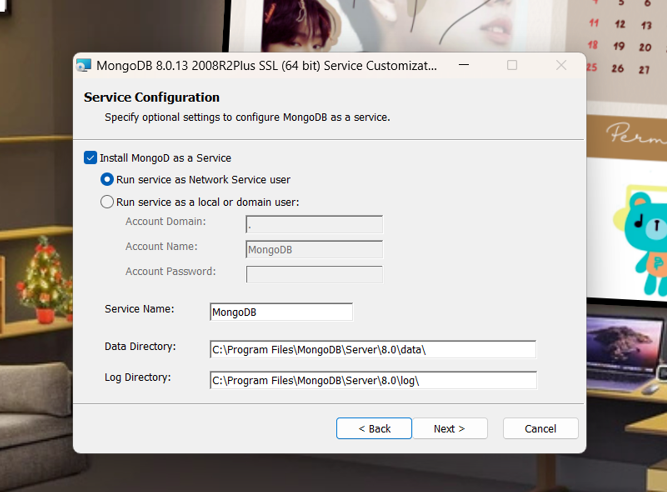 4 5 6
11 12 13
18 19 20
25 26 27
Perm
MongoDB 8.0.13 2008R2Plus SSL (64 bit) Service Customizat...
Service Configuration
Specify optional settings to configure MongoDB as a service.
Install MongoD as a Service
Run service as Network Service user
Run service as a local or domain user:
Account Domain: .
Account Name: MongoDB
Account Password:
Service Name: MongoDB
Data Directory: C:\Program Files\MongoDB\Server\8.0\data\
Log Directory: C:\Program Files\MongoDB\Server\8.0\log\
< Back Next > Cancel